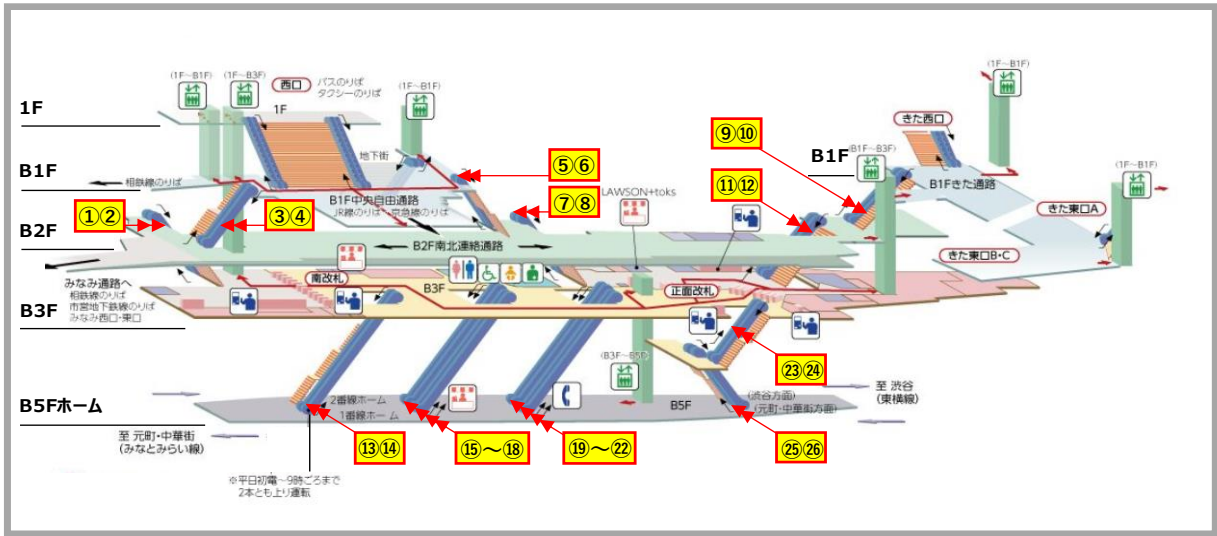 (1F～B1F)
(1F～B3F)
西口
バスのりば
タクシーのりば
1F
1F
(1F～B1F)
(1F～B1F)
きた西口
⑨⑩
B1F
(B1F～B3F)
(1F～B1F)
B1F
相鉄線のりば
地下街
⑤⑥
LAWSON+toks
⑪⑫
B1Fきた通路
B1F中央自由通路
JR線のりば・京急線のりば
①②
③④
⑦⑧
きた東口A
B2F
B2F南北連絡通路
きた東口B・C
みなみ通路へ
相鉄線のりば
市営地下鉄線のりば
みなみ西口・東口
南改札
B3F
正面改札
B3F
(B3F～B5F)
㉓㉔
B5Fホーム
2番線ホーム
1番線ホーム
B5F
(渋谷方面)
(元町・中華街方面)
至 渋谷
(東横線)
至 元町・中華街
(みなとみらい線)
⑬⑭
⑮～⑱
⑲～㉒
㉕㉖
※平日初電～9時ごろまで
2本とも上り運転